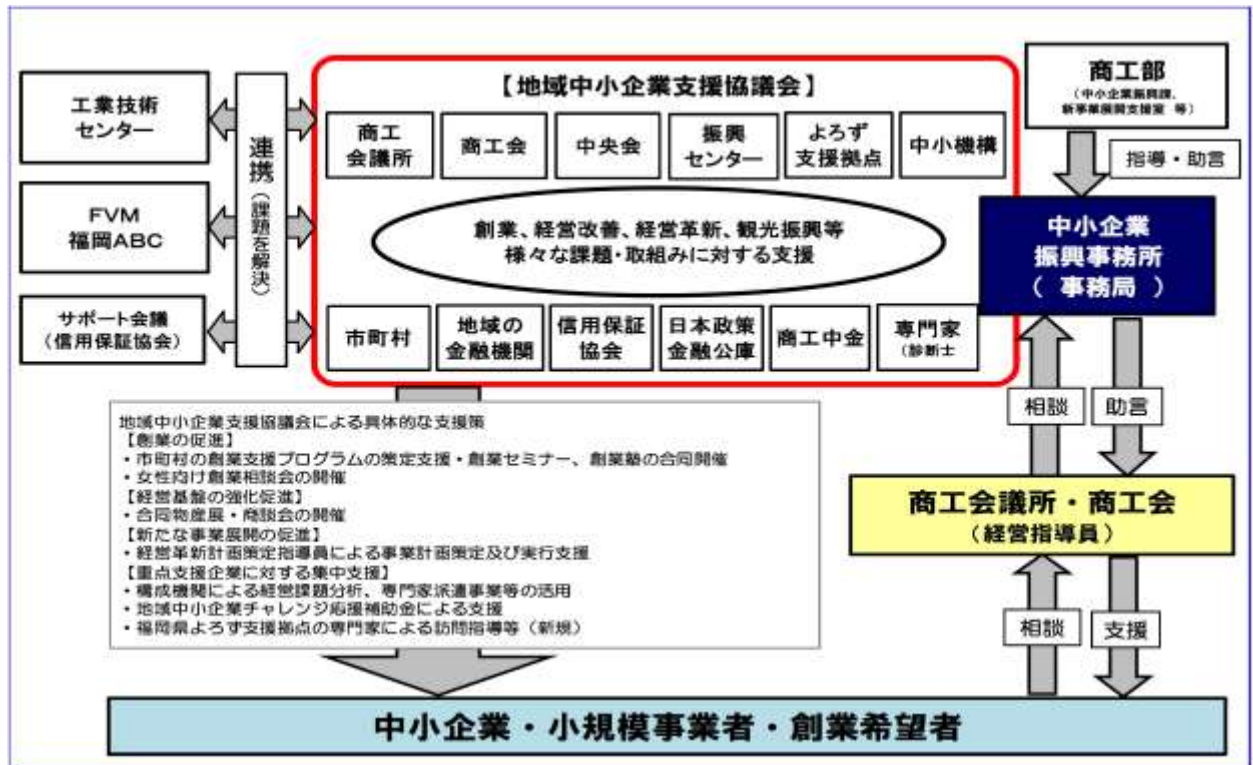 工業技術
センター
FVM
福岡ABC
サポート会議
(信用保証協会)
連携(課題を解決)
【地域中小企業支援協議会】
商工
会議所
商工会
中央会
振興
センター
よろず
支援拠点
中小機構
創業、経営改善、経営革新、観光振興等
様々な課題・取組みに対する支援
市町村
地域の
金融機関
信用保証
協会
日本政策
金融公庫
商工中金
専門家
(診断士
商工部
(中小企業振興課、
新事業展開支援室 等)
指導・助言
中小企業
振興事務所
( 事務局 )
相談
助言
商工会議所・商工会
(経営指導員)
相談
支援
地域中小企業支援協議会による具体的な支援策
【創業の促進】
・市町村の創業支援プログラムの策定支援・創業セミナー、創業塾の合同開催
・女性向け創業相談会の開催
【経営基盤の強化促進】
・合同物産展・商談会の開催
【新たな事業展開の促進】
・経営革新計画策定指導員による事業計画策定及び実行支援
【重点支援企業に対する集中支援】
・構成機関による経営課題分析、専門家派遣事業等の活用
・地域中小企業チャレンジ応援補助金による支援
・福岡県よろず支援拠点の専門家による訪問指導等(新規)
中小企業・小規模事業者・創業希望者